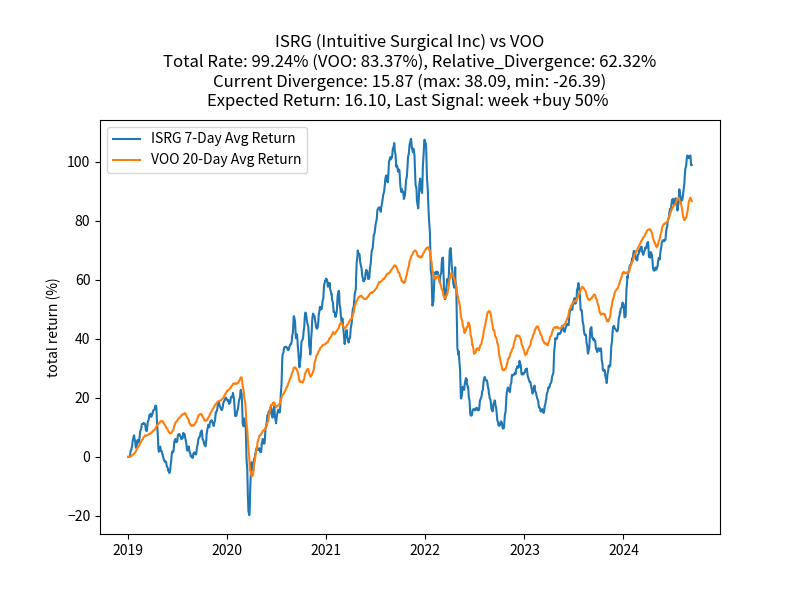 ISRG (Intuitive Surgical Inc) vs VOO
Total Rate: 99.24% (VOO: 83.37%), Relative_Divergence: 62.32%
Current Divergence: 15.87 (max: 38.09, min: -26.39)
Expected Return: 16.10, Last Signal: week +buy 50%
ISRG 7-Day Avg Return
VOO 20-Day Avg Return
total return (%)
100
80
60
40
20
0
−20
2019 2020 2021 2022 2023 2024